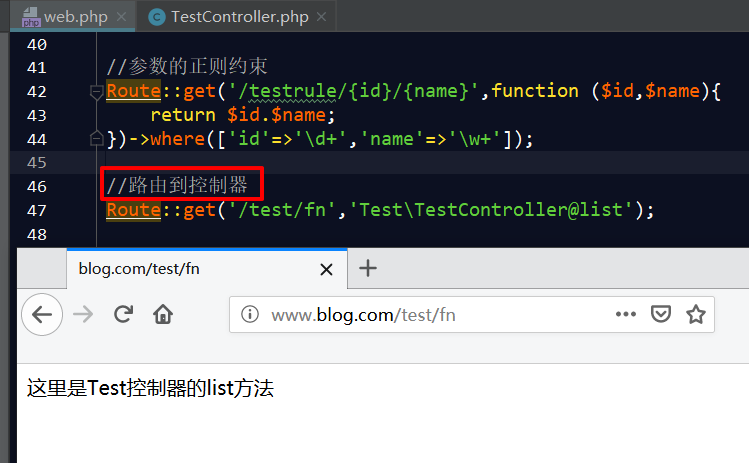 web.php
TestController.php
40
41 //参数的正则约束
42 Route::get('/testrule/{id}/{name}',function ($id,$name){
43 return $id.$name;
44 })->where(['id'=>'\d+','name'=>'\w+']);
45
46 //路由到控制器
47 Route::get('/test/fn','Test\TestController@list');
48
blog.com/test/fn
www.blog.com/test/fn
这里是Test控制器的list方法